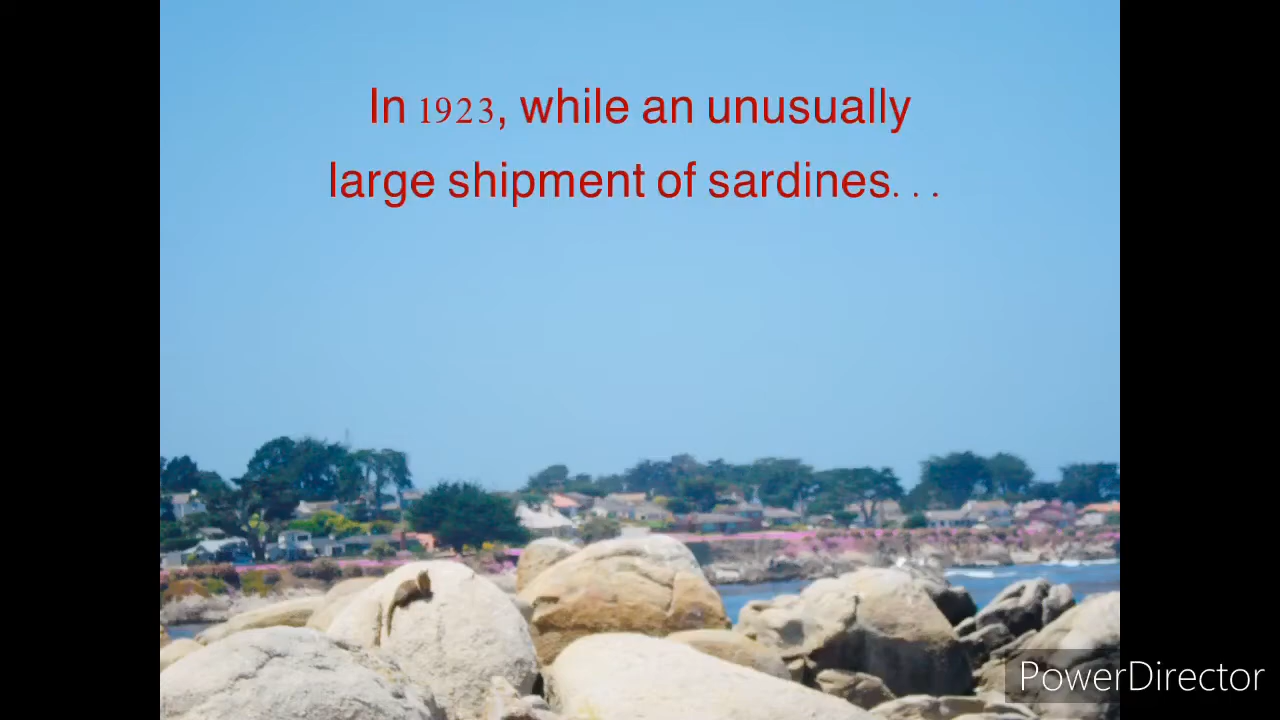 In 1923, while an unusually
large shipment of sardines. . .
PowerDirector